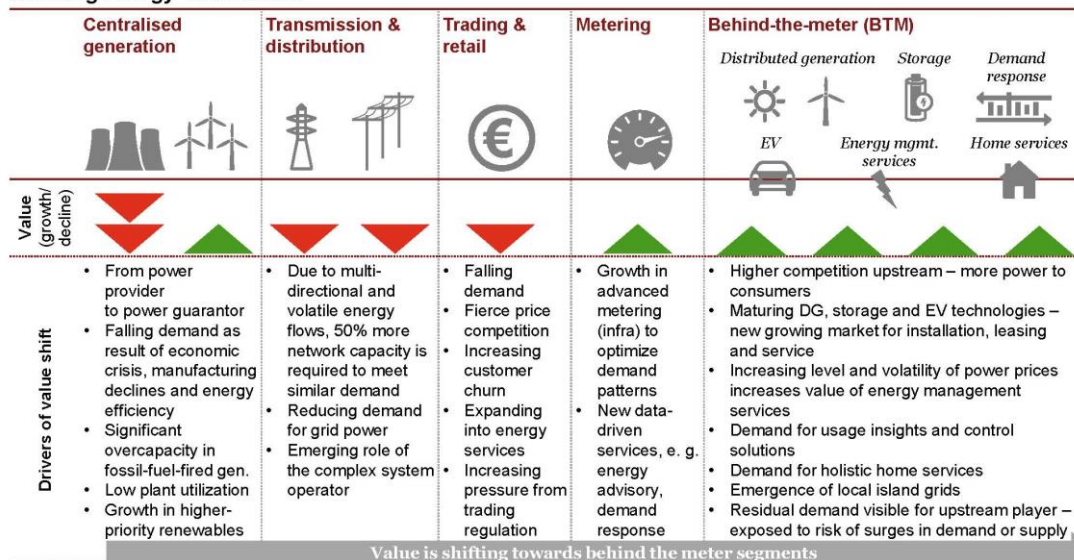 Centralised
generation
Transmission &
distribution
Trading &
retail
Metering
Behind-the-meter (BTM)
Distributed generation
Storage
Demand
response
€
EV
Energy mgmt.
services
Home services
Value
(growth/
decline)
Drivers of value shift
• From power
provider
to power guarantor
• Falling demand as
result of economic
crisis, manufacturing
declines and energy
efficiency
• Significant
overcapacity in
fossil-fuel-fired gen.
• Low plant utilization
• Growth in higher-
priority renewables
• Due to multi-
directional and
volatile energy
flows, 50% more
network capacity is
required to meet
similar demand
• Reducing demand
for grid power
• Emerging role of
the complex system
operator
• Falling
demand
• Fierce price
competition
• Increasing
customer
churn
• Expanding
into energy
services
• Increasing
pressure from
trading
regulation
• Growth in
advanced
metering
(infra) to
optimize
demand
patterns
• New data-
driven
services, e. g.
energy
advisory,
demand
response
• Higher competition upstream – more power to
consumers
• Maturing DG, storage and EV technologies –
new growing market for installation, leasing
and service
• Increasing level and volatility of power prices
increases value of energy management
services
• Demand for usage insights and control
solutions
• Demand for holistic home services
• Emergence of local island grids
• Residual demand visible for upstream player –
exposed to risk of surges in demand or supply
Value is shifting towards behind the meter segments